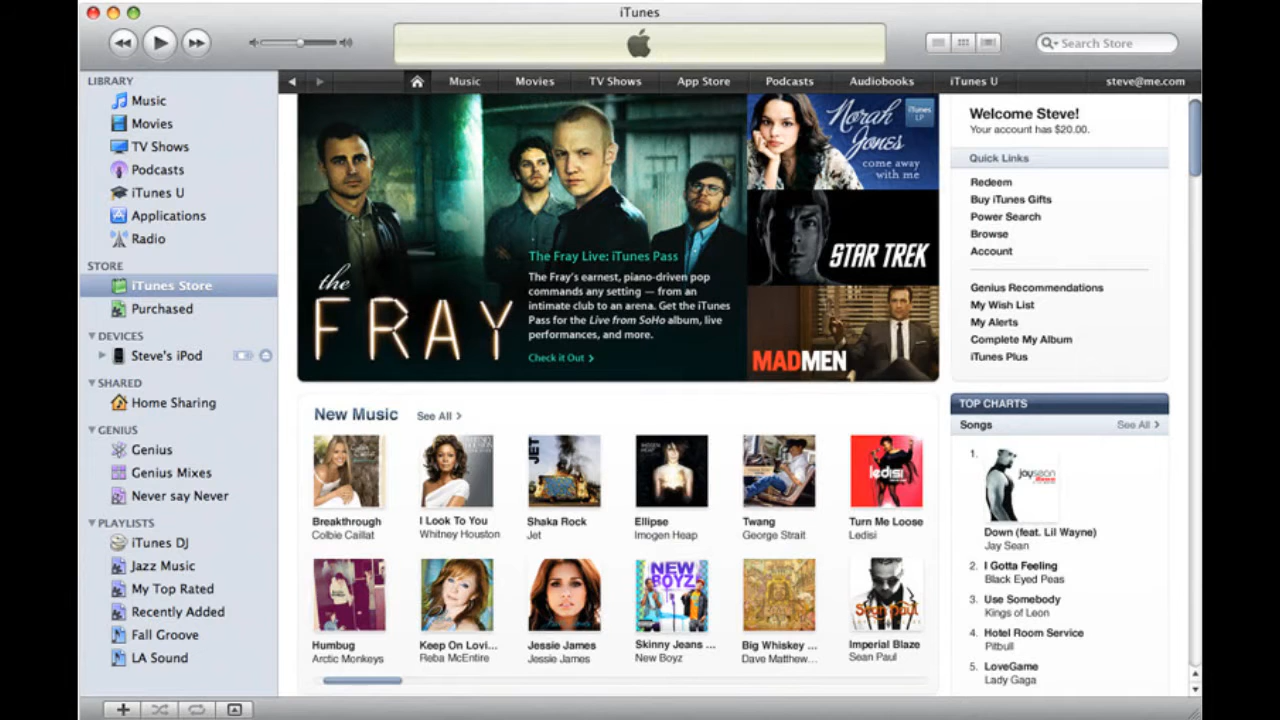 iTunes
Search Store
LIBRARY
Music
Movies
TV Shows
Podcasts
iTunes U
Applications
Radio
STORE
iTunes Store
Purchased
DEVICES
Steve's iPod
SHARED
Home Sharing
GENIUS
Genius
Genius Mixes
Never say Never
PLAYLISTS
iTunes DJ
Jazz Music
My Top Rated
Recently Added
Fall Groove
LA Sound
Music Movies TV Shows App Store Podcasts Audiobooks iTunes U steve@me.com
the
FRAY
The Fray Live: iTunes Pass
The Fray's earnest, piano-driven pop
commands any setting — from an
intimate club to an arena. Get the iTunes
Pass for the Live from SoHo album, live
performances, and more.
Check it Out >
Norah
Jones
come away
with me
iTunes
LP
STAR TREK
MADMEN
Welcome Steve!
Your account has $20.00.
Quick Links
Redeem
Buy iTunes Gifts
Power Search
Browse
Account
Genius Recommendations
My Wish List
My Alerts
Complete My Album
iTunes Plus
New Music See All >
JET
ledisi
Breakthrough
Colbie Caillat
I Look To You
Whitney Houston
Shaka Rock
Jet
Ellipse
Imogen Heap
Twang
George Strait
Turn Me Loose
Ledisi
NEW
BOYZ
Sean Paul
Humbug
Arctic Monkeys
Keep On Lovi...
Reba McEntire
Jessie James
Jessie James
Skinny Jeans ...
New Boyz
Big Whiskey ...
Dave Matthew...
Imperial Blaze
Sean Paul
TOP CHARTS
Songs See All >
1.
jaysean
Down (feat. Lil Wayne)
Jay Sean
2. I Gotta Feeling
Black Eyed Peas
3. Use Somebody
Kings of Leon
4. Hotel Room Service
Pitbull
5. LoveGame
Lady Gaga